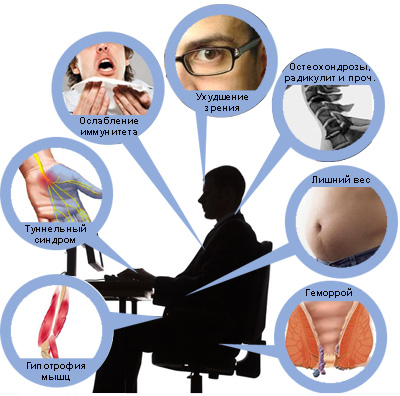 Ухудшение
зрения
Остеохондрозы,
радикулит и проч.
Ослабление
иммунитета
Лишний вес
Туннельный
синдром
Геморрой
Гипотрофия
мышц